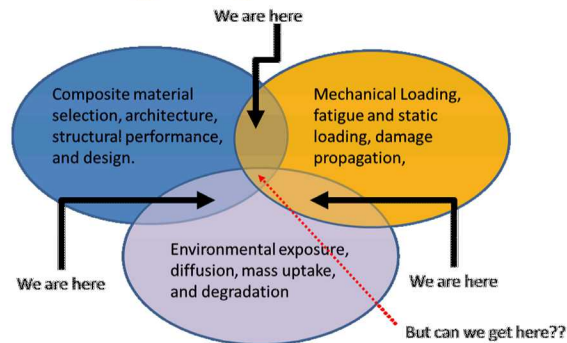 We are here
Composite material
selection, architecture,
structural performance,
and design.
Mechanical Loading,
fatigue and static
loading, damage
propagation,
Environmental exposure,
diffusion, mass uptake,
and degradation
We are here
We are here
But can we get here??